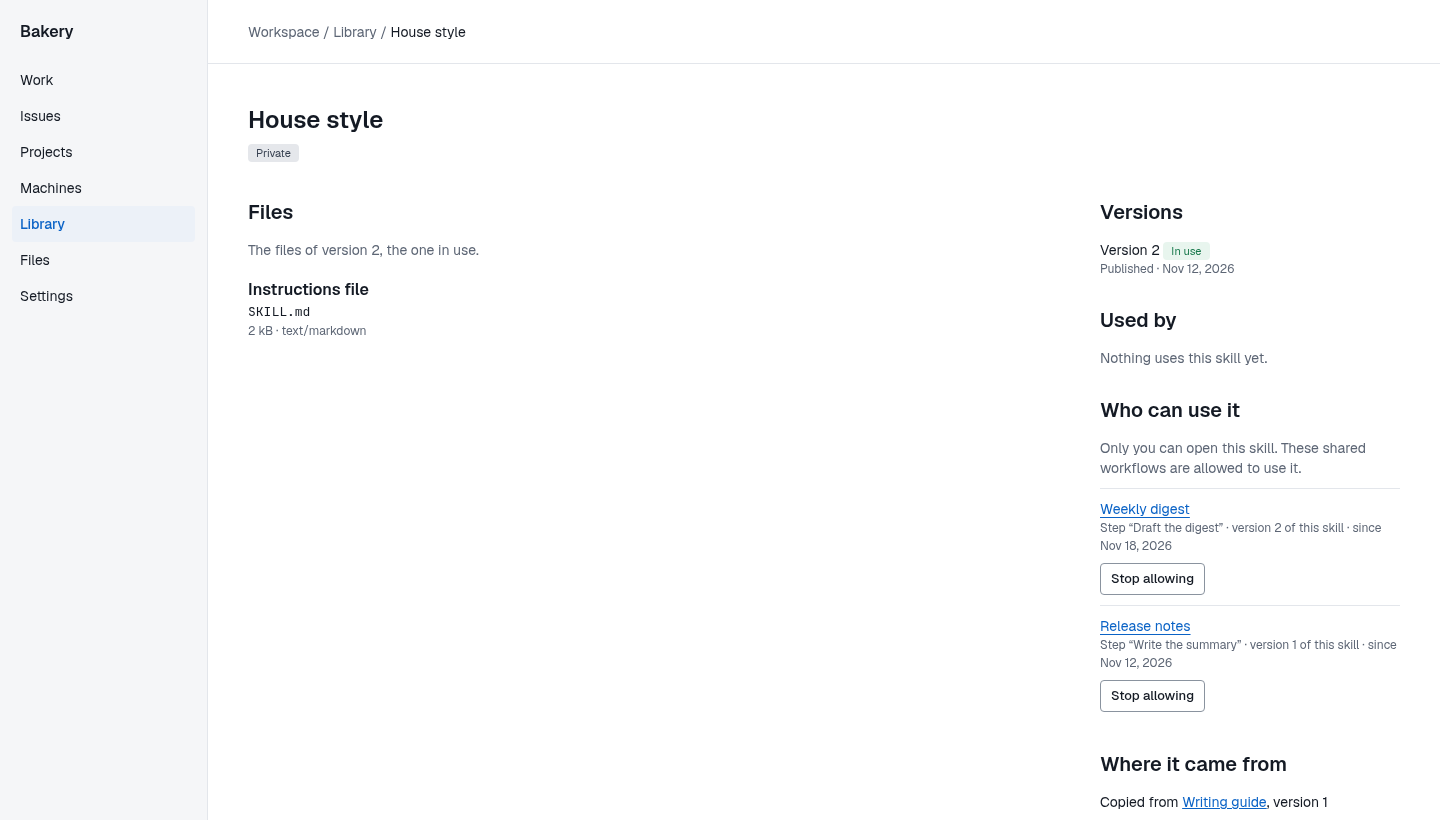 Bakery
Work
Issues
Projects
Machines
Library
Files
Settings
Workspace / Library / House style
House style
Private
Files
The files of version 2, the one in use.
Instructions file
SKILL.md
2 kB · text/markdown
Versions
Version 2 In use
Published · Nov 12, 2026
Used by
Nothing uses this skill yet.
Who can use it
Only you can open this skill. These shared
workflows are allowed to use it.
Weekly digest
Step “Draft the digest” · version 2 of this skill · since
Nov 18, 2026
Stop allowing
Release notes
Step “Write the summary” · version 1 of this skill · since
Nov 12, 2026
Stop allowing
Where it came from
Copied from Writing guide, version 1